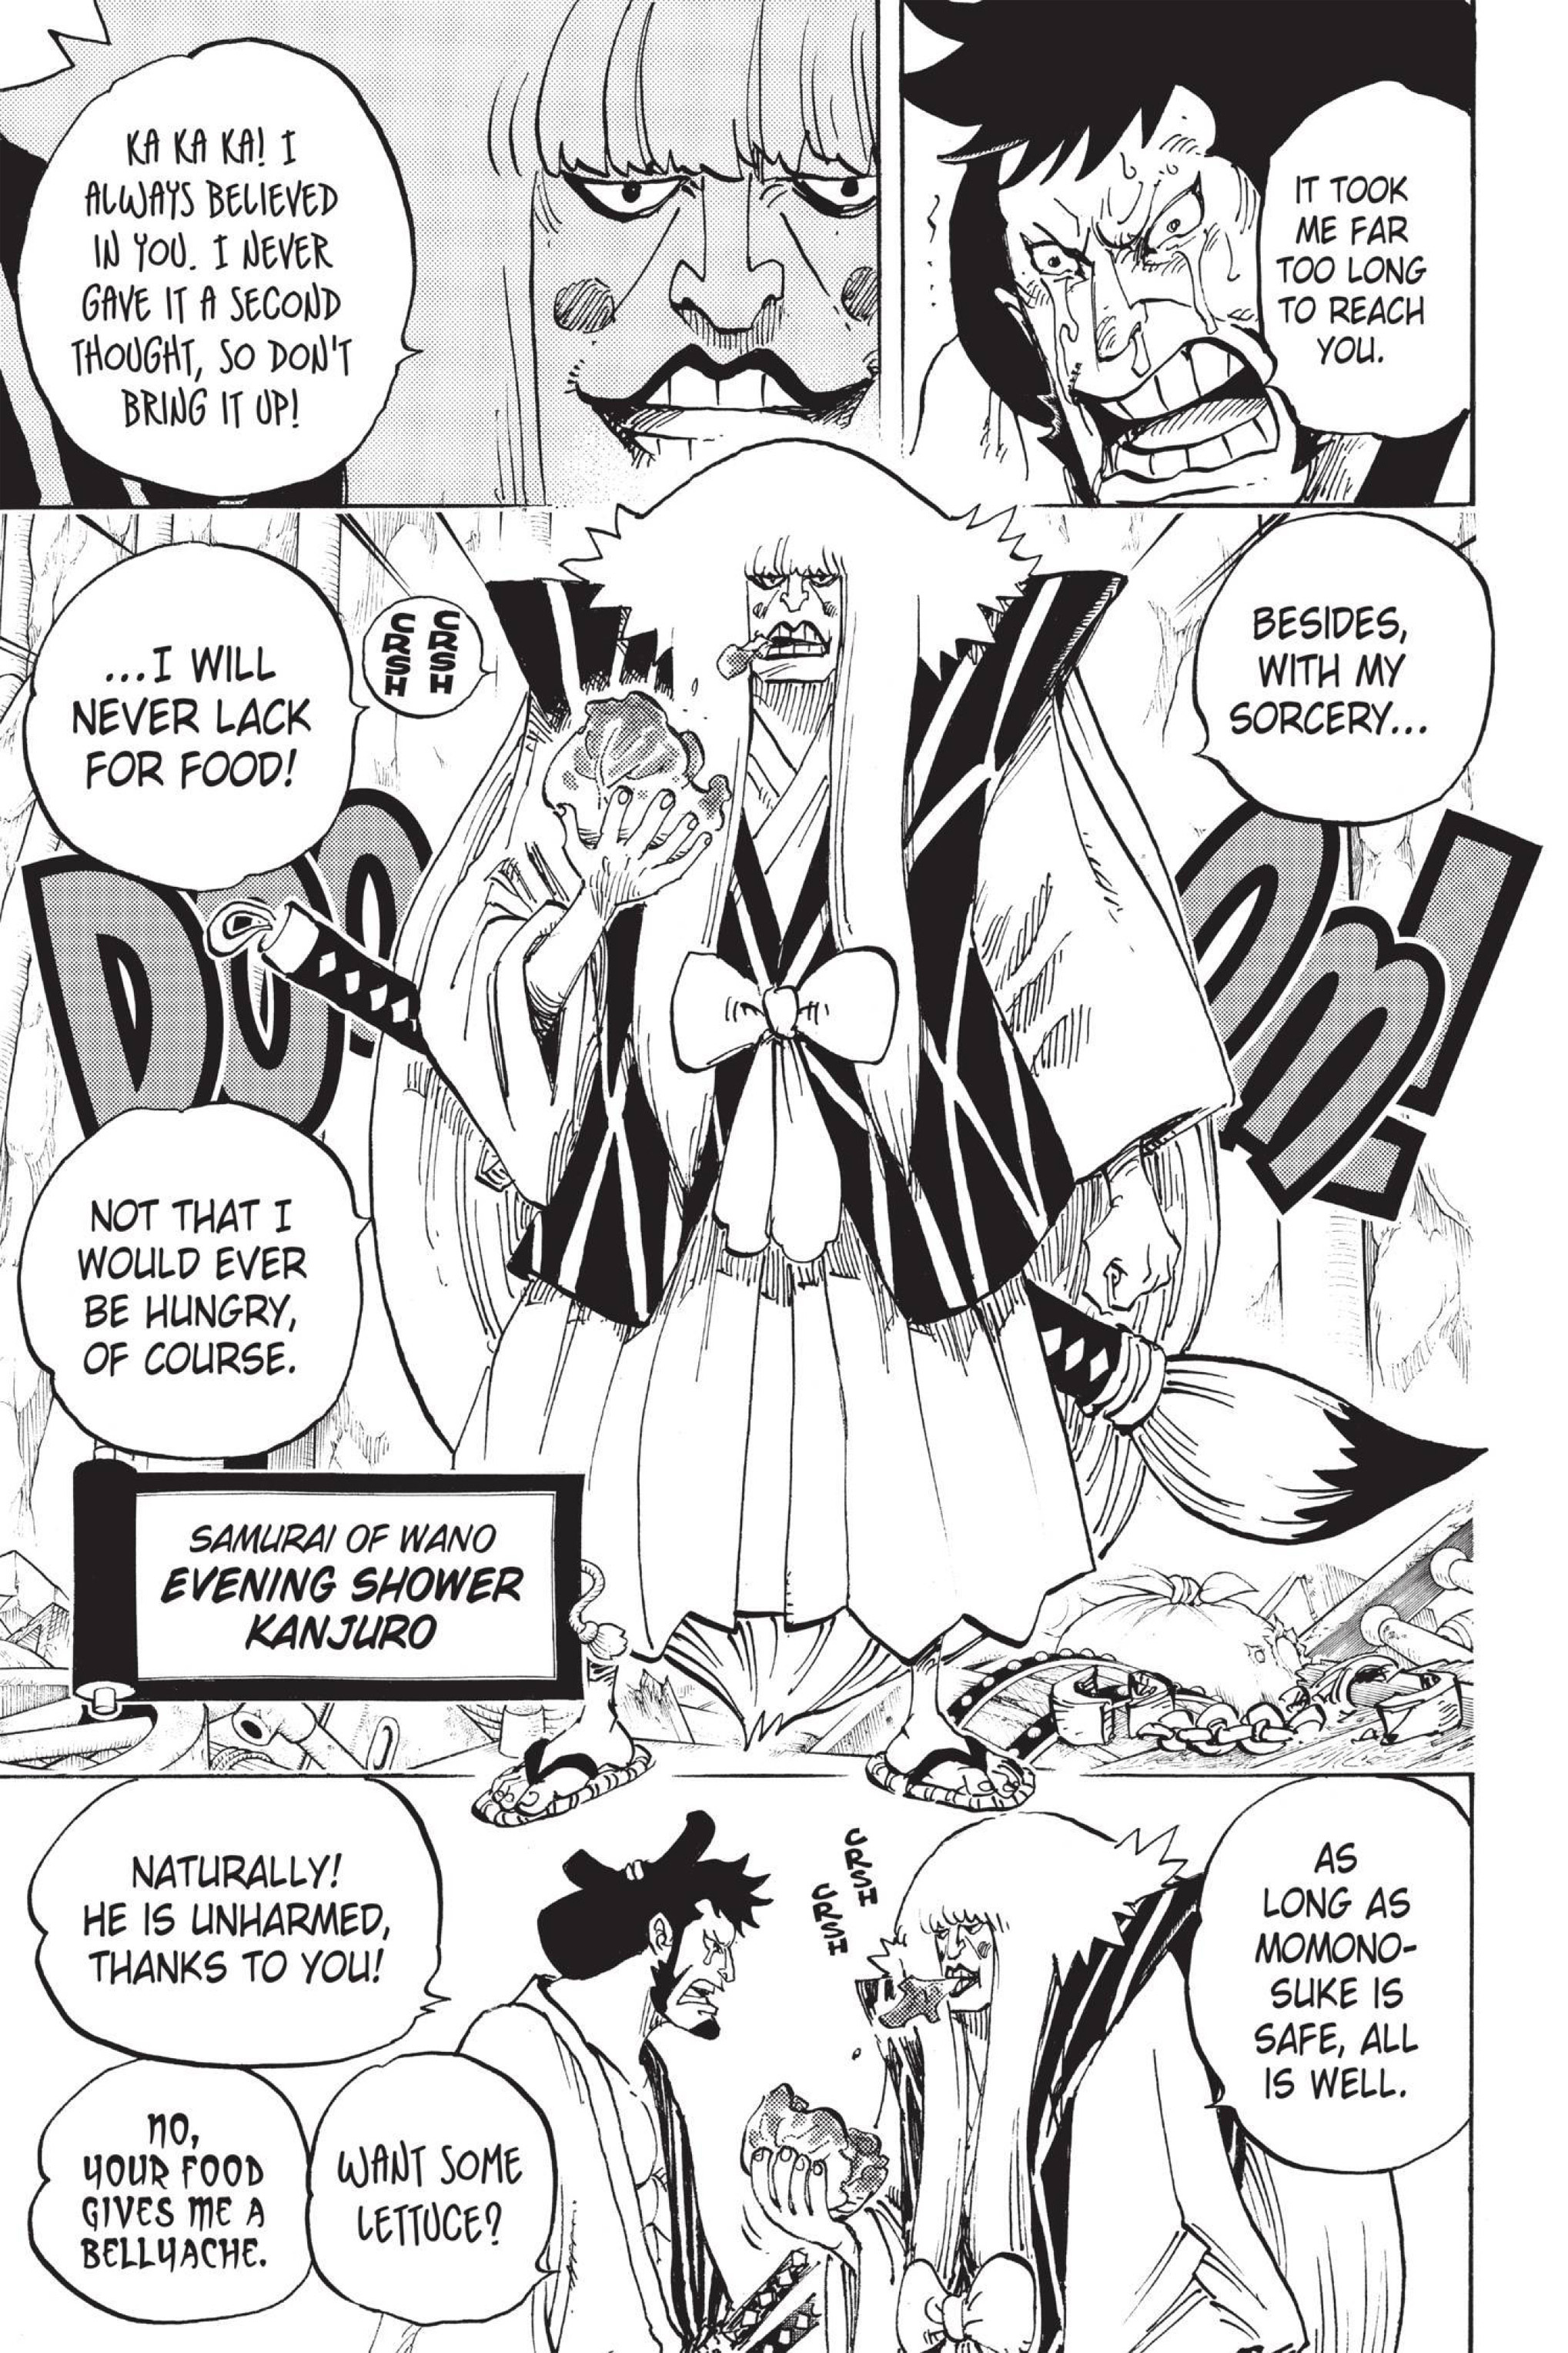 IT TOOK
ME FAR
TOO LONG
TO REACH
YOU.
KA KA KA! I
ALWAYS BELIEVED
IN YOU. I NEVER
GAVE IT A SECOND
THOUGHT, SO DON'T
BRING IT UP!
BESIDES,
WITH MY
SORCERY...
CRSH
CRSH
...I WILL
NEVER LACK
FOR FOOD!
DOOOM!
NOT THAT I
WOULD EVER
BE HUNGRY,
OF COURSE.
SAMURAI OF WANO
EVENING SHOWER
KANJURO
AS
LONG AS
MOMONO-
SUKE IS
SAFE, ALL
IS WELL.
CRSH
CRSH
NATURALLY!
HE IS UNHARMED,
THANKS TO YOU!
WANT SOME
LETTUCE?
NO,
YOUR FOOD
GIVES ME A
BELLYACHE.